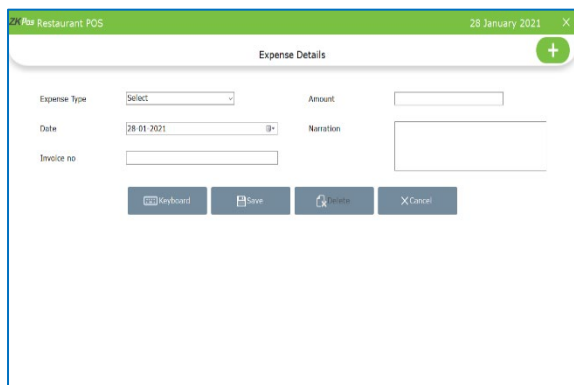 ZKPos Restaurant POS 28 January 2021 X
Expense Details +
Expense Type Select Amount
Date 28-01-2021 Narration
Invoice no
Keyboard Save Delete X Cancel